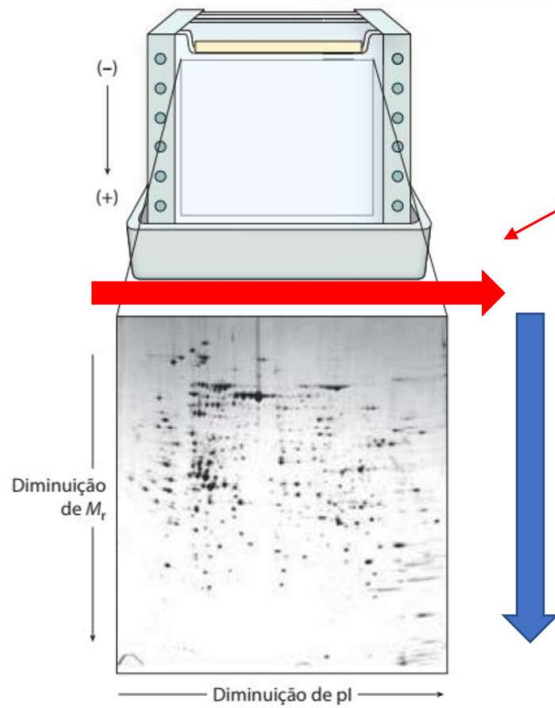 (–)
(+)
Diminuição
de Mr
Diminuição de pI